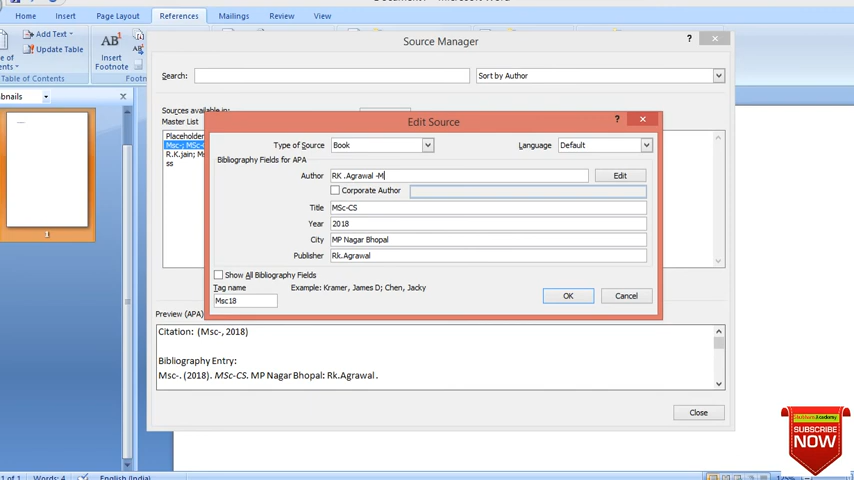 Home Insert Page Layout References Mailings Review View
Add Text
Update Table
Table of Contents
AB
Insert
Footnote
Source Manager
Search:
Sort by Author
Sources available in:
Master List
Placeholder
R.K.jain;
ss
Edit Source
Type of Source Book Language Default
Bibliography Fields for APA
Author RK .Agrawal -M Edit
Corporate Author
Title MSc-CS
Year 2018
City MP Nagar Bhopal
Publisher Rk.Agrawal
Show All Bibliography Fields
Tag name Example: Kramer, James D; Chen, Jacky
Msc18
OK Cancel
Preview (APA)
Citation: (Msc-, 2018)
Bibliography Entry:
Msc-. (2018). MSc-CS. MP Nagar Bhopal: Rk.Agrawal.
Close
1
SUBSCRIBE
NOW
Words: 4 English (India)